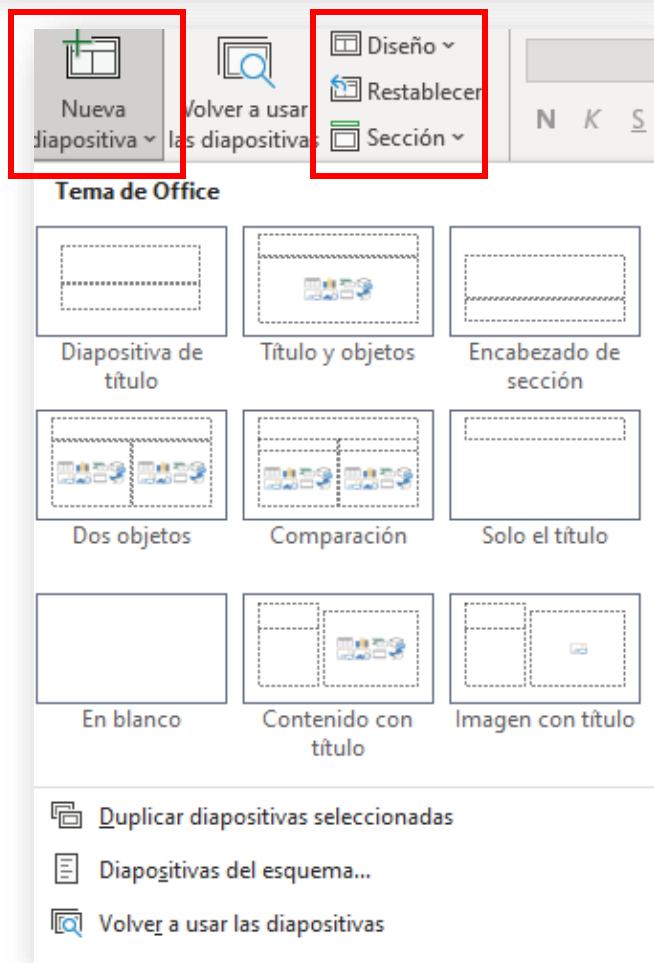 Nueva
diapositiva
Volver a usar
las diapositivas
Diseño
Restablecer
Sección
N K S
Tema de Office
Diapositiva de
título
Título y objetos
Encabezado de
sección
Dos objetos
Comparación
Solo el título
En blanco
Contenido con
título
Imagen con título
Duplicar diapositivas seleccionadas
Diapositivas del esquema...
Volver a usar las diapositivas